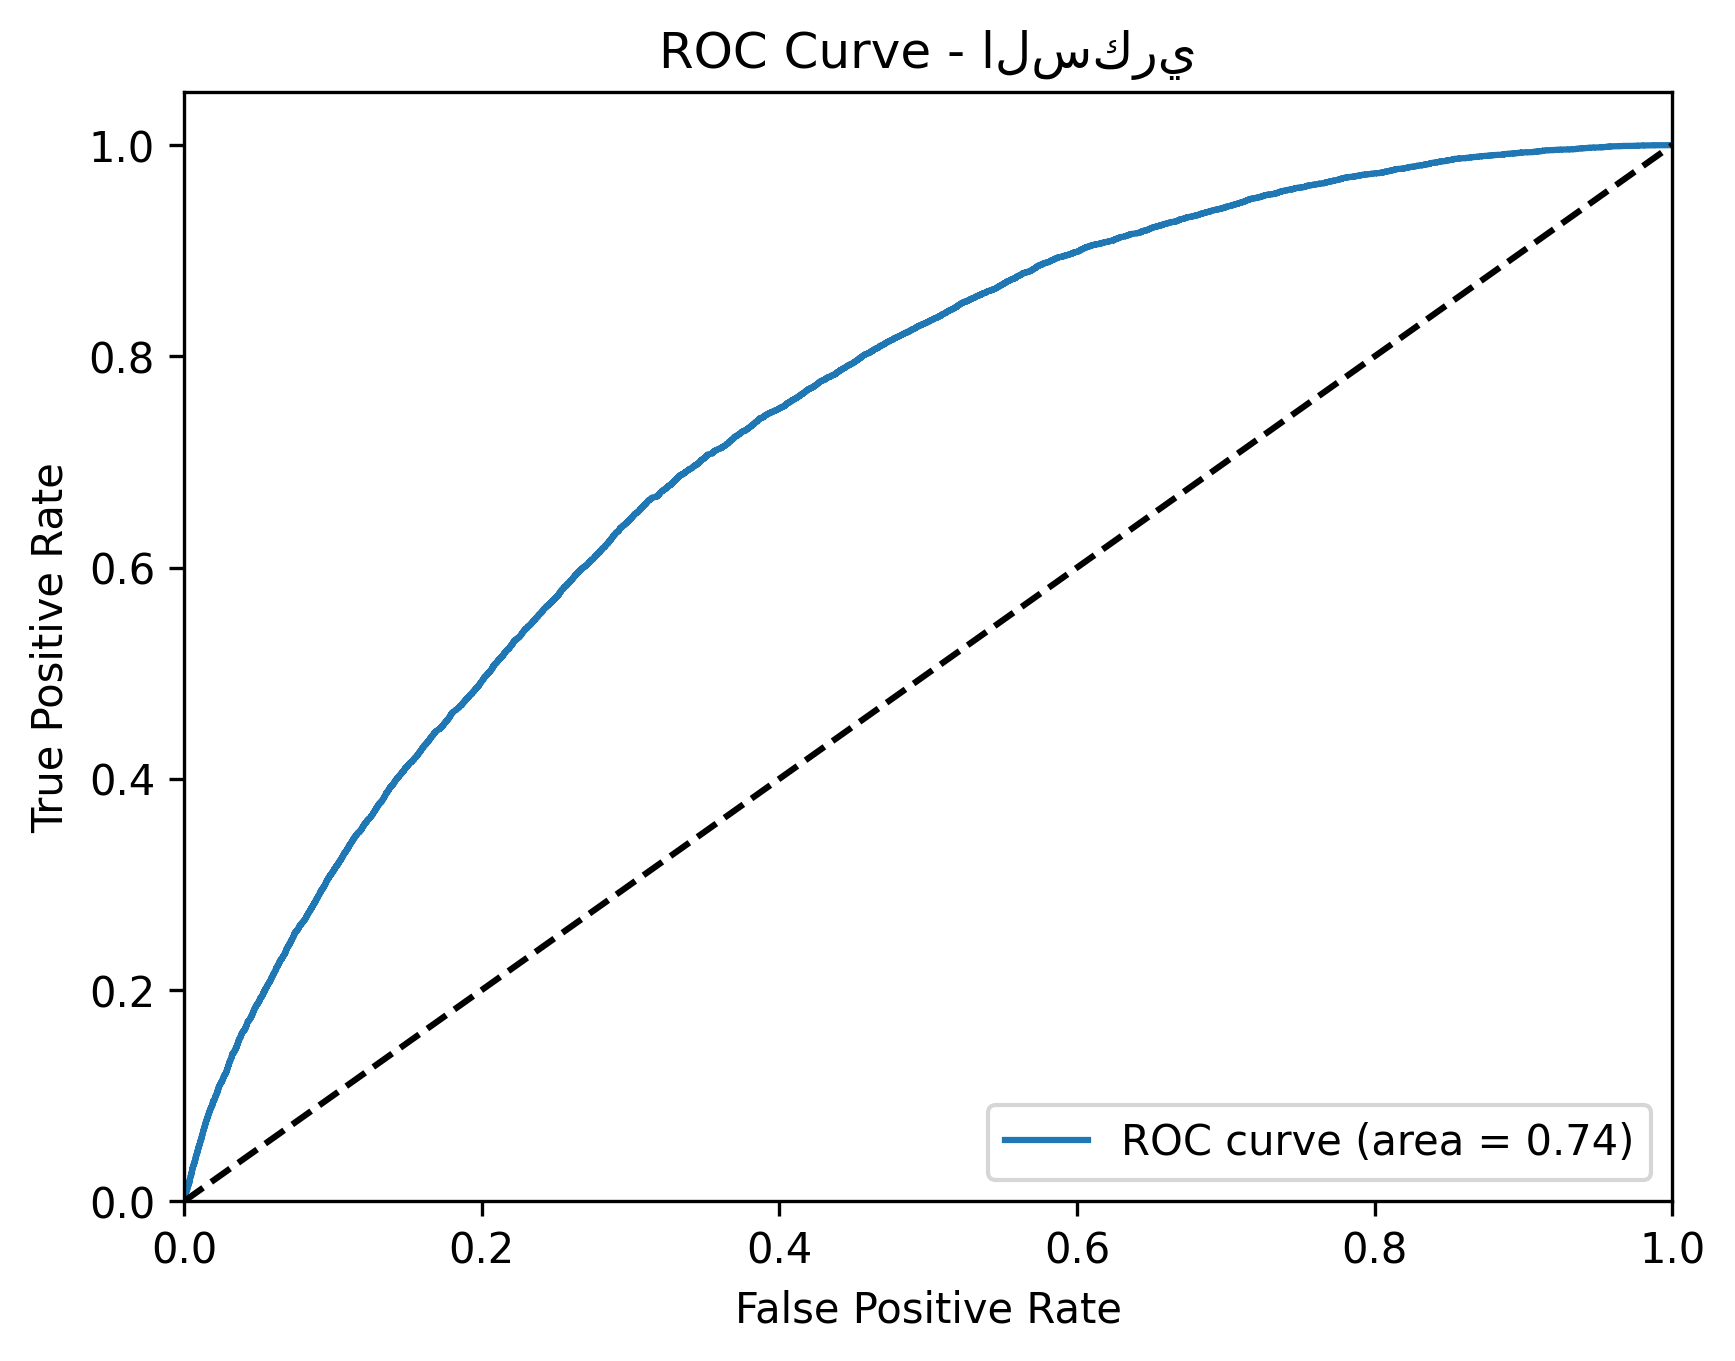 ROC Curve - السكري
True Positive Rate
1.0
0.8
0.6
0.4
0.2
0.0
0.0 0.2 0.4 0.6 0.8 1.0
False Positive Rate
ROC curve (area = 0.74)